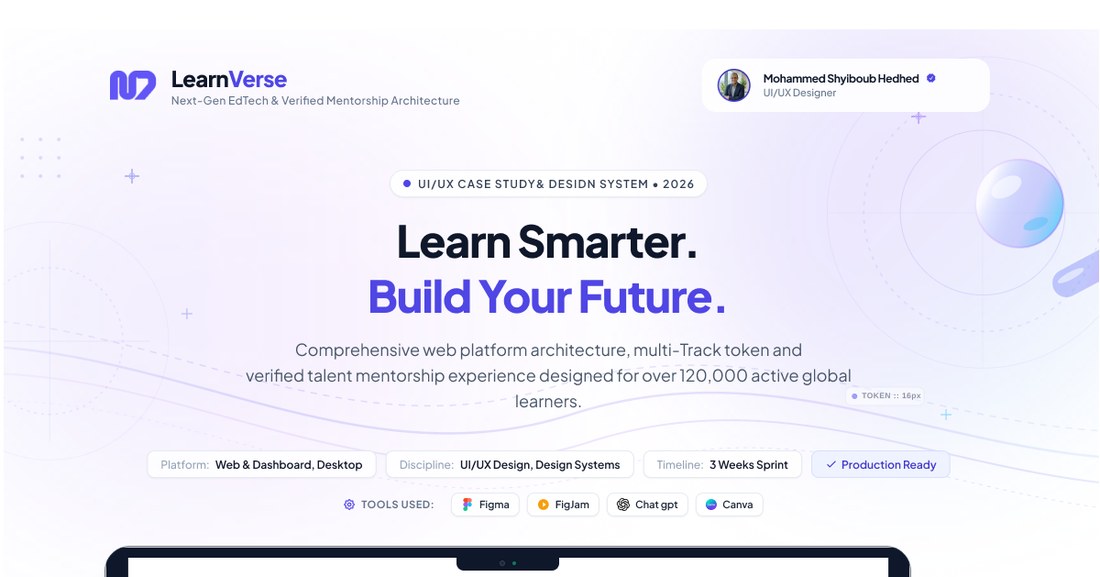 LearnVerse
Next-Gen EdTech & Verified Mentorship Architecture
Mohammed Shyiboub Hedhed
UI/UX Designer
UI/UX CASE STUDY& DESIDN SYSTEM • 2026
Learn Smarter.
Build Your Future.
Comprehensive web platform architecture, multi-Track token and
verified talent mentorship experience designed for over 120,000 active global
learners.
TOKEN :: 16px
Platform: Web & Dashboard, Desktop
Discipline: UI/UX Design, Design Systems
Timeline: 3 Weeks Sprint
Production Ready
TOOLS USED:
Figma
FigJam
Chat gpt
Canva